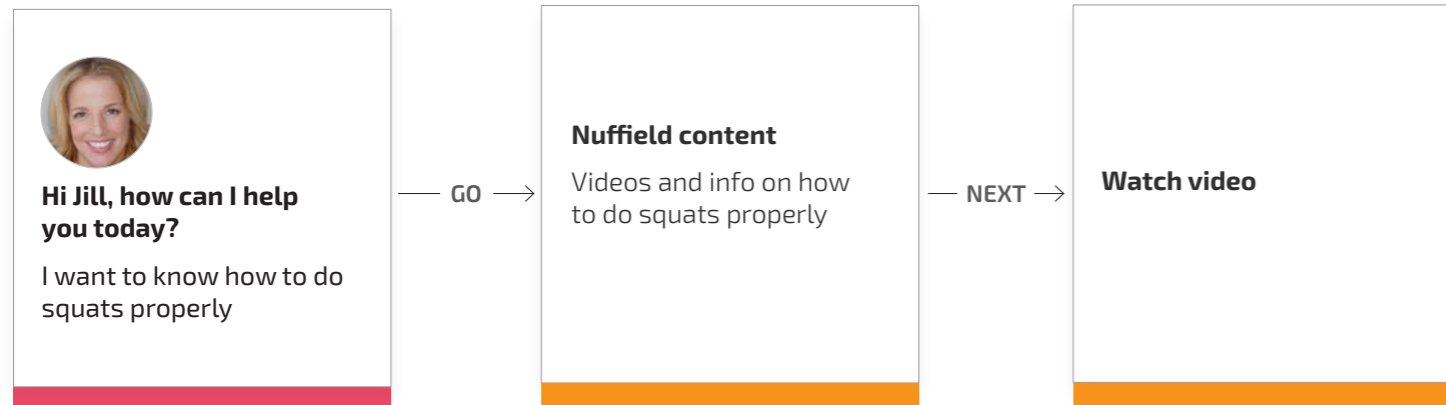 Hi Jill, how can I help
you today?
I want to know how to do
squats properly
GO
Nuffield content
Videos and info on how
to do squats properly
NEXT
Watch video